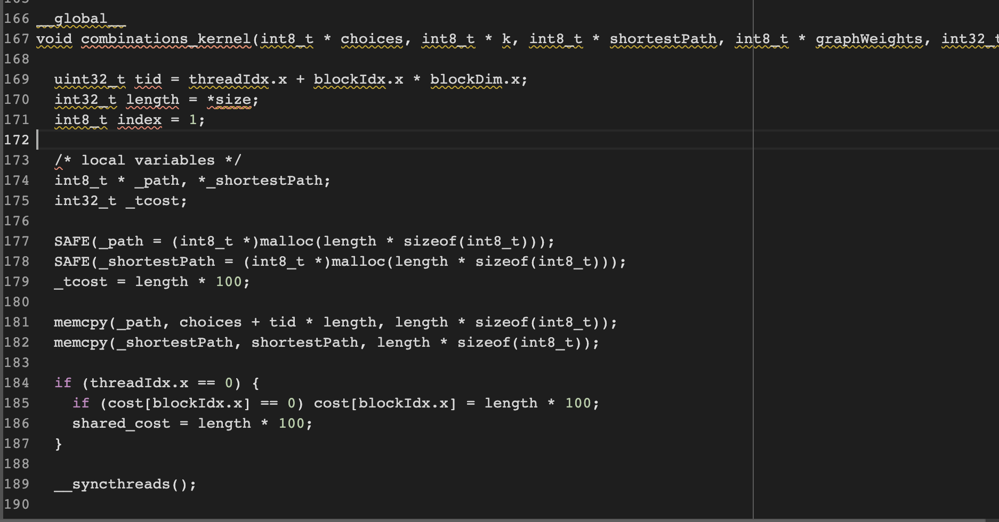 166 __global__
167 void combinations_kernel(int8_t * choices, int8_t * k, int8_t * shortestPath, int8_t * graphWeights, int32_t
168
169   uint32_t tid = threadIdx.x + blockIdx.x * blockDim.x;
170   int32_t length = *size;
171   int8_t index = 1;
172
173   /* local variables */
174   int8_t * _path, *_shortestPath;
175   int32_t _tcost;
176
177   SAFE(_path = (int8_t *)malloc(length * sizeof(int8_t)));
178   SAFE(_shortestPath = (int8_t *)malloc(length * sizeof(int8_t)));
179   _tcost = length * 100;
180
181   memcpy(_path, choices + tid * length, length * sizeof(int8_t));
182   memcpy(_shortestPath, shortestPath, length * sizeof(int8_t));
183
184   if (threadIdx.x == 0) {
185     if (cost[blockIdx.x] == 0) cost[blockIdx.x] = length * 100;
186     shared_cost = length * 100;
187   }
188
189   __syncthreads();
190